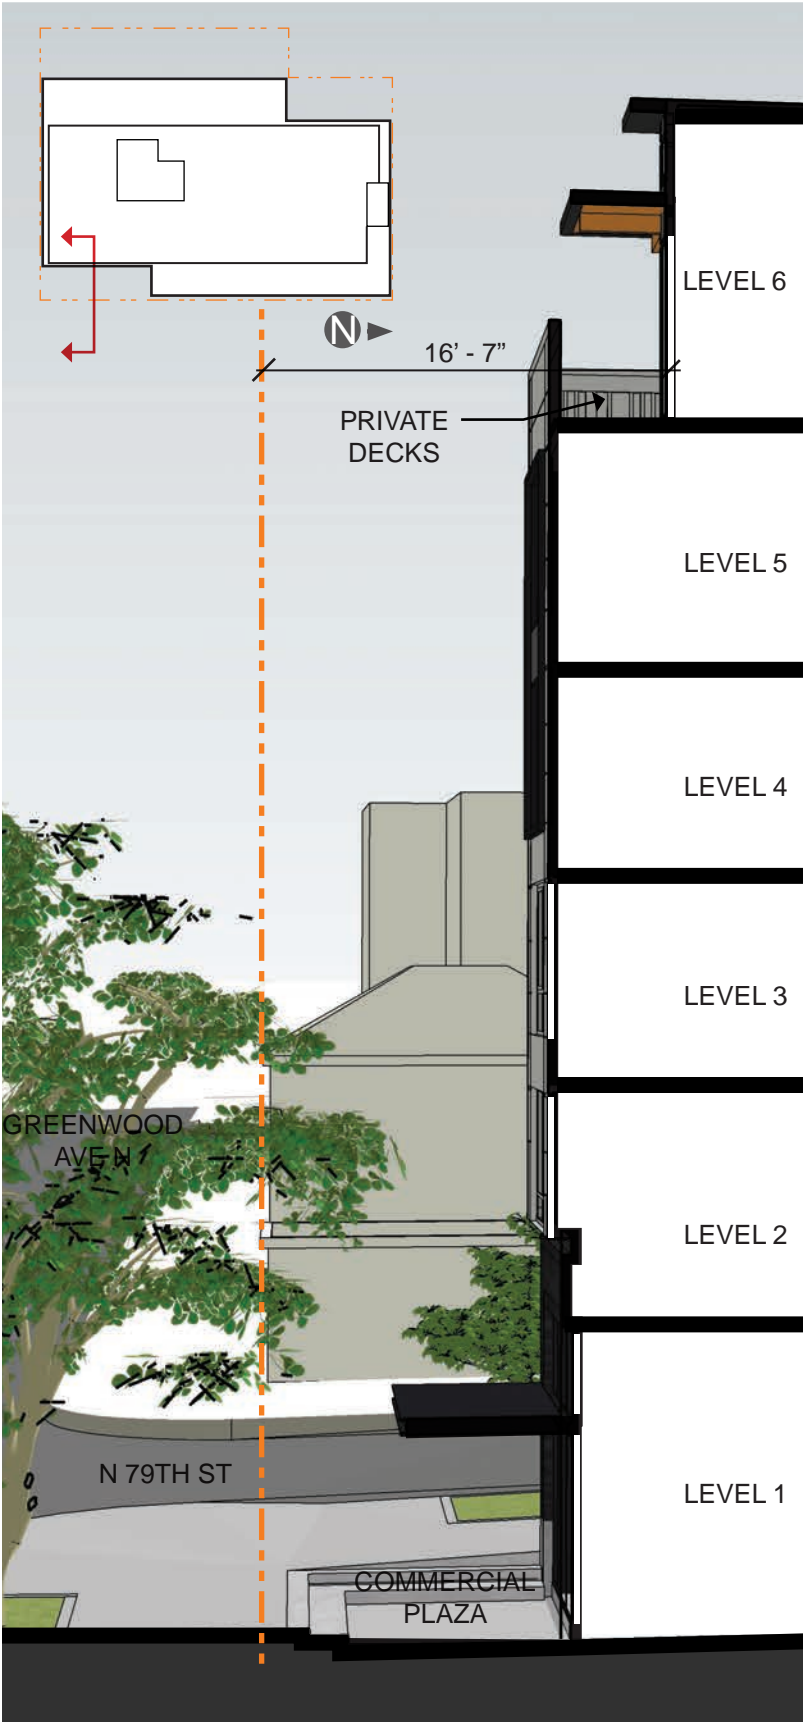 LEVEL 6
N
16' - 7”
PRIVATE
DECKS
LEVEL 5
LEVEL 4
LEVEL 3
GREENWOOD
AVE N
LEVEL 2
N 79TH ST
LEVEL 1
COMMERCIAL
PLAZA